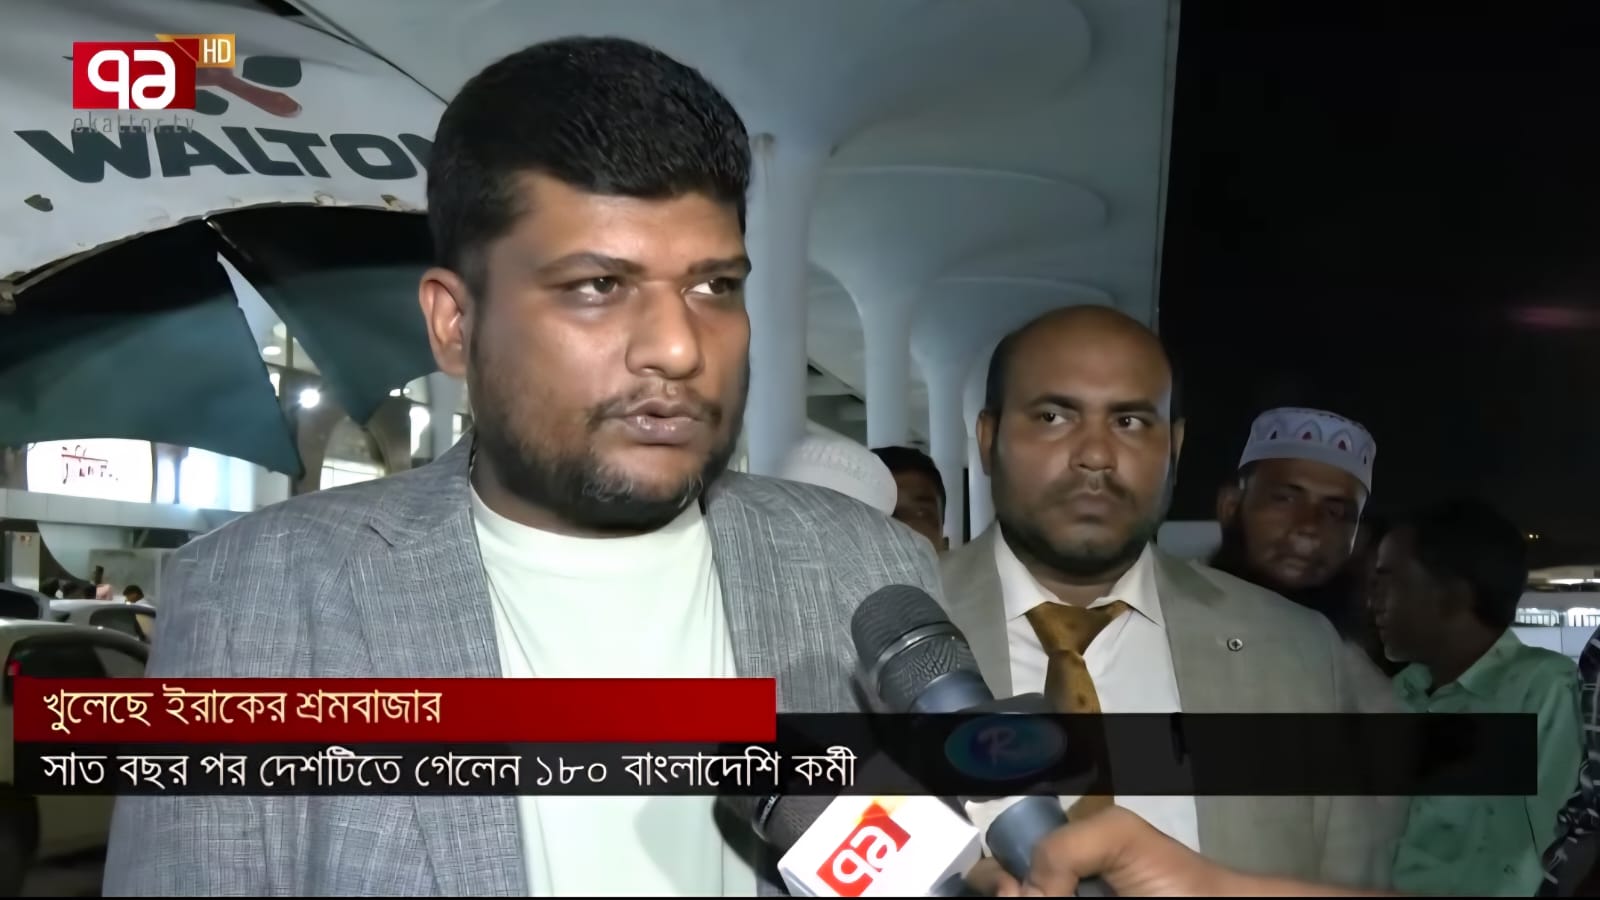 ৭১ HD
ekattor.tv
WALTON
খুলেছে ইরাকের শ্রমবাজার
সাত বছর পর দেশটিতে গেলেন ১৮০ বাংলাদেশি কর্মী
R
৭১